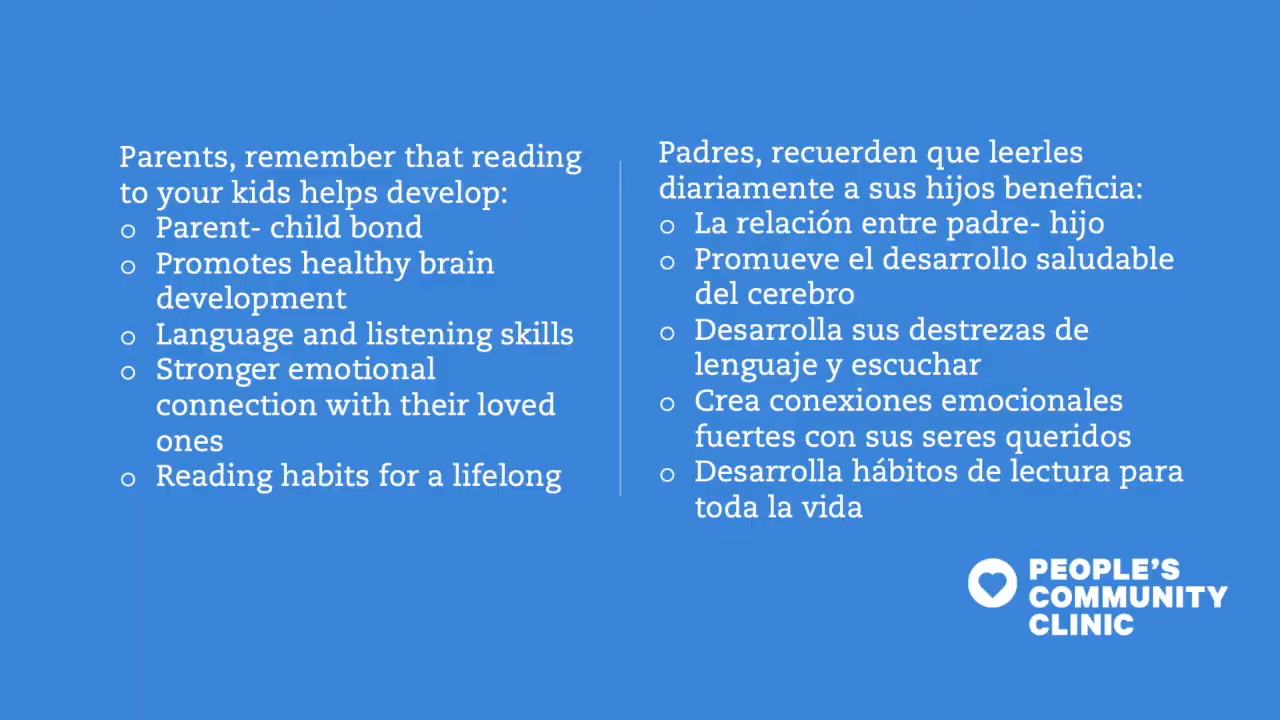 Parents, remember that reading
to your kids helps develop:
o Parent- child bond
o Promotes healthy brain
development
o Language and listening skills
o Stronger emotional
connection with their loved
ones
o Reading habits for a lifelong
Padres, recuerden que leerles
diariamente a sus hijos beneficia:
o La relación entre padre- hijo
o Promueve el desarrollo saludable
del cerebro
o Desarrolla sus destrezas de
lenguaje y escuchar
o Crea conexiones emocionales
fuertes con sus seres queridos
o Desarrolla hábitos de lectura para
toda la vida
PEOPLE'S
COMMUNITY
CLINIC